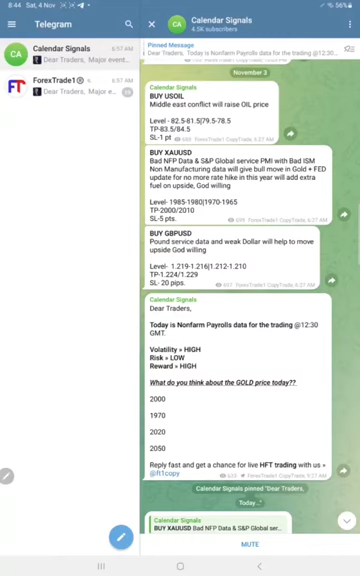 8:44 Sat, 4 Nov
56%
Telegram
Calendar Signals
4.5K subscribers
CA
Calendar Signals 6:57 AM
Dear Traders, Major event…
FT
ForexTrade1 6:57 AM
Dear Traders, Major e…
Pinned Message
Dear Traders, Today is Nonfarm Payrolls data for the trading @12:30…
November 3
Calendar Signals
BUY USOIL
Middle east conflict will raise OIL price
Level - 82.5-81.5|79.5-78.5
TP-83.5/84.5
SL-1 pt
ForexTrade1 CopyTrade, 6:27 AM
BUY XAUUSD
Bad NFP Data & S&P Global service PMI with Bad ISM
Non Manufacturing data will give bull move in Gold + FED
update for no more rate hike in this year will add extra
fuel on upside, God willing
Level- 1985-1980|1970-1965
TP-2000/2010
SL-5 pts.
ForexTrade1 CopyTrade, 6:27 AM
BUY GBPUSD
Pound service data and weak Dollar will help to move
upside God willing
Level- 1.219-1.216|1.212-1.210
TP-1.224/1.229
SL- 20 pips.
ForexTrade1 CopyTrade, 6:27 AM
Calendar Signals
Dear Traders,
Today is Nonfarm Payrolls data for the trading @12:30
GMT.
Volatility = HIGH
Risk = LOW
Reward = HIGH
What do you think about the GOLD price today??
2000
1970
2020
2050
Reply fast and get a chance for live HFT trading with us =
@ft1copy
ForexTrade1 CopyTrade, 6:27 AM
Calendar Signals pinned "Dear Traders,
Today…"
Calendar Signals
BUY XAUUSD Bad NFP Data & S&P Global ser…
MUTE